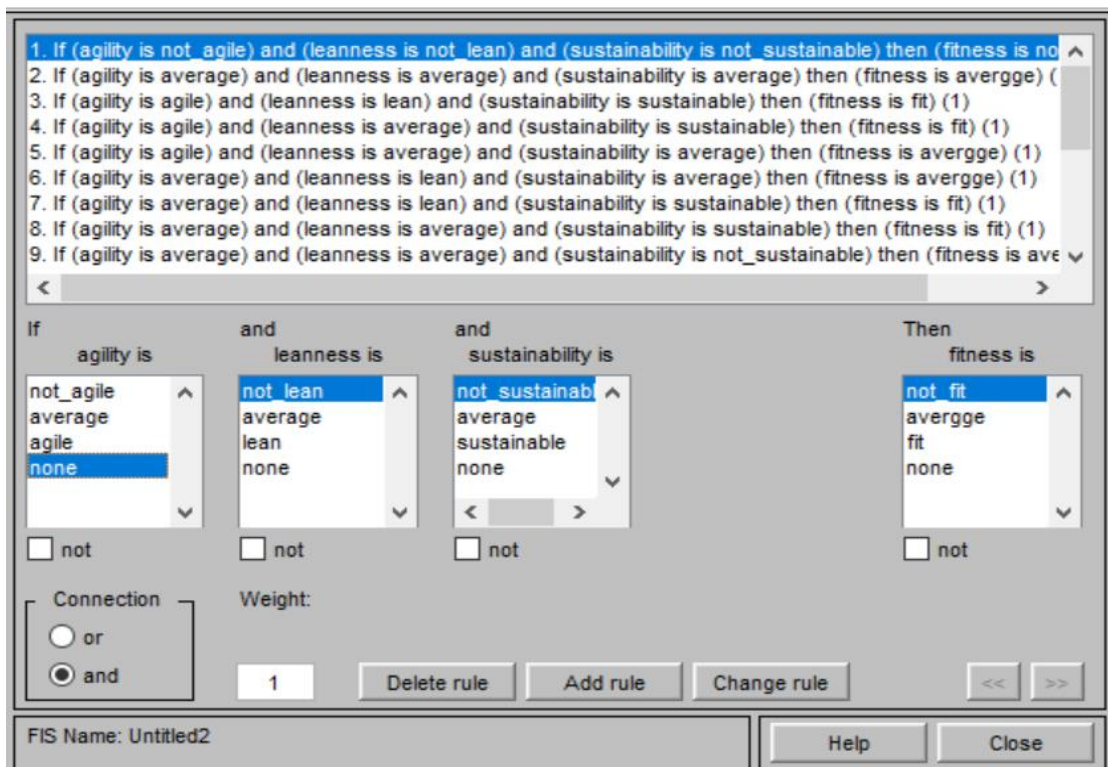 1. If (agility is not_agile) and (leanness is not_lean) and (sustainability is not_sustainable) then (fitness is no
2. If (agility is average) and (leanness is average) and (sustainability is average) then (fitness is avergge) (
3. If (agility is agile) and (leanness is lean) and (sustainability is sustainable) then (fitness is fit) (1)
4. If (agility is agile) and (leanness is average) and (sustainability is sustainable) then (fitness is fit) (1)
5. If (agility is agile) and (leanness is average) and (sustainability is average) then (fitness is avergge) (1)
6. If (agility is average) and (leanness is lean) and (sustainability is average) then (fitness is avergge) (1)
7. If (agility is average) and (leanness is lean) and (sustainability is sustainable) then (fitness is fit) (1)
8. If (agility is average) and (leanness is average) and (sustainability is sustainable) then (fitness is fit) (1)
9. If (agility is average) and (leanness is average) and (sustainability is not_sustainable) then (fitness is ave
If and and Then
agility is leanness is sustainability is fitness is
not_agile not_lean not_sustainabl not_fit
average average average avergge
agile lean sustainable fit
none none none none
not not not not
Connection Weight:
or
and 1 Delete rule Add rule Change rule << >>
FIS Name: Untitled2 Help Close